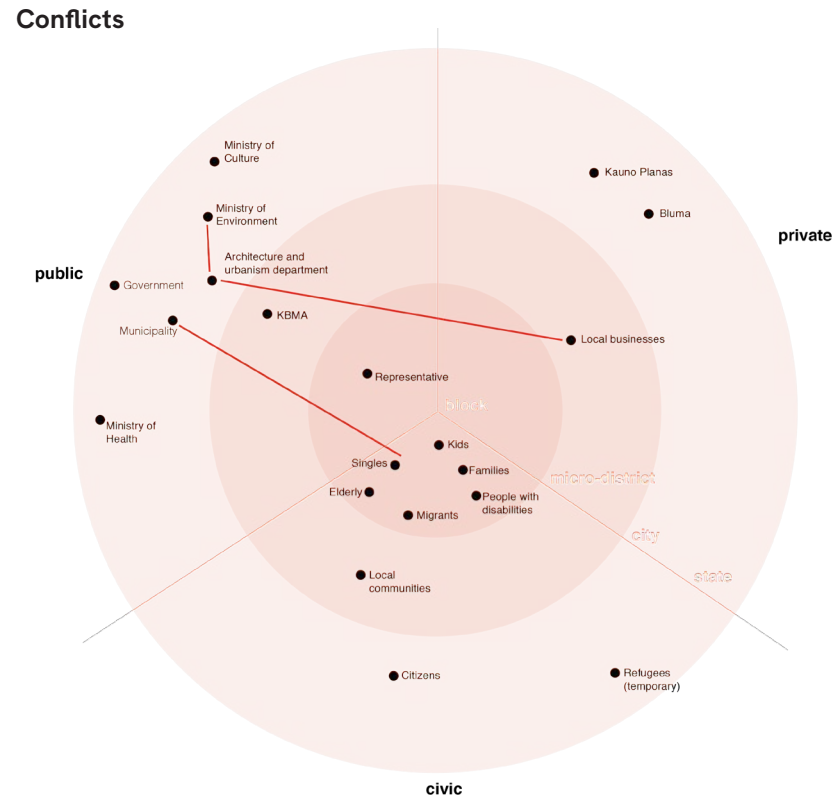 Conflicts
Ministry of
Culture
Kauno Planas
Ministry of
Environment
Bluma
private
Architecture and
urbanism department
public
Government
KBMA
Municipality
Local businesses
Representative
block
Ministry of
Health
Kids
Singles
Families
micro-district
Elderly
People with
disabilities
Migrants
city
Local
communities
state
Citizens
Refugees
(temporary)
civic